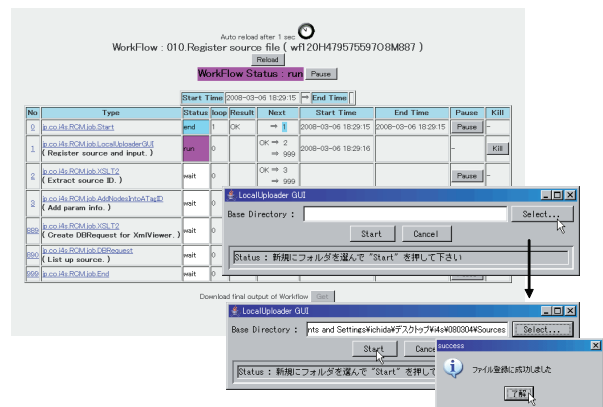 Auto reload after 1 sec
WorkFlow : 010.Register source file ( wf120H47957559708M887 )
Reload
WorkFlow Status : run Pause
Start Time 2008-03-06 18:29:15 ⇒ End Time
No Type Status loop Result Next Start Time End Time Pause Kill
0 jp.co.i4s.RCM.job.Start end 1 OK ⇒ 1 2008-03-06 18:29:15 2008-03-06 18:29:15 Pause -
1 jp.co.i4s.RCM.job.LocalUploaderGUI run 0 OK ⇒ 2 2008-03-06 18:29:16 - Kill
( Register source and input. ) ⇒ 999
2 jp.co.i4s.RCM.job.XSLT2 wait 0 OK ⇒ 3 Pause -
( Extract source ID. ) ⇒ 999
3 jp.co.i4s.RCM.job.AddNodesIntoATagID wait 0
( Add param info. )
889 jp.co.i4s.RCM.job.XSLT2 wait 0
( Create DBRequest for XmlViewer. )
890 jp.co.i4s.RCM.job.DBRequest wait 0
( List up source. )
999 jp.co.i4s.RCM.job.End wait 0
Download final output of Workflow Get
LocalUploader GUI
Base Directory : Select...
Start Cancel
Status : 新規にフォルダを選んで "Start" を押して下さい
LocalUploader GUI
Base Directory : nts and Settings¥ichida¥デスクトップ¥i4s¥080304¥Sources Select...
Start Cance
Status : 新規にフォルダを選んで "Start" を押して
success
ファイル登録に成功しました
了解